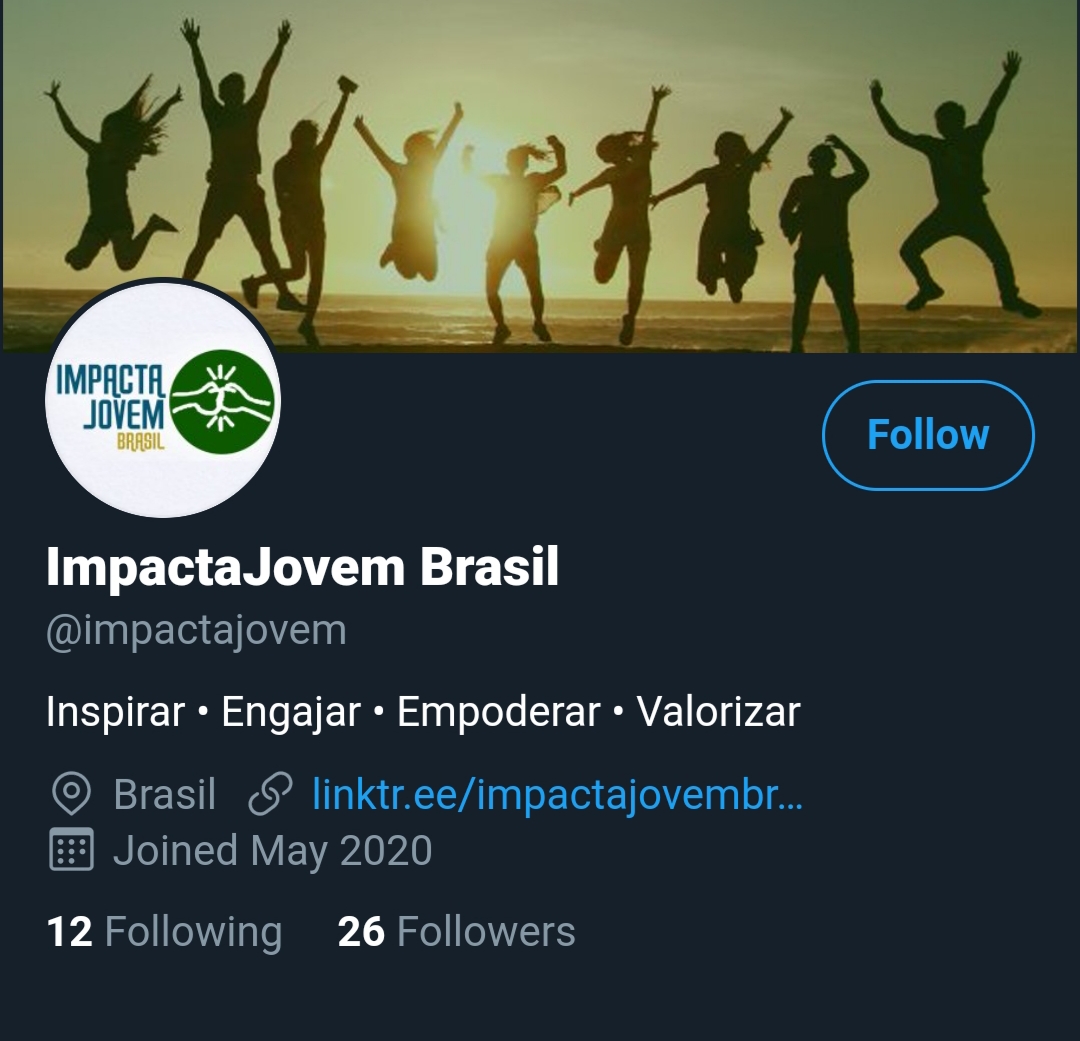 IMPACTA
JOVEM
BRASIL
Follow
ImpactaJovem Brasil
@impactajovem
Inspirar • Engajar • Empoderar • Valorizar
Brasil linktr.ee/impactajovembr...
Joined May 2020
12 Following 26 Followers